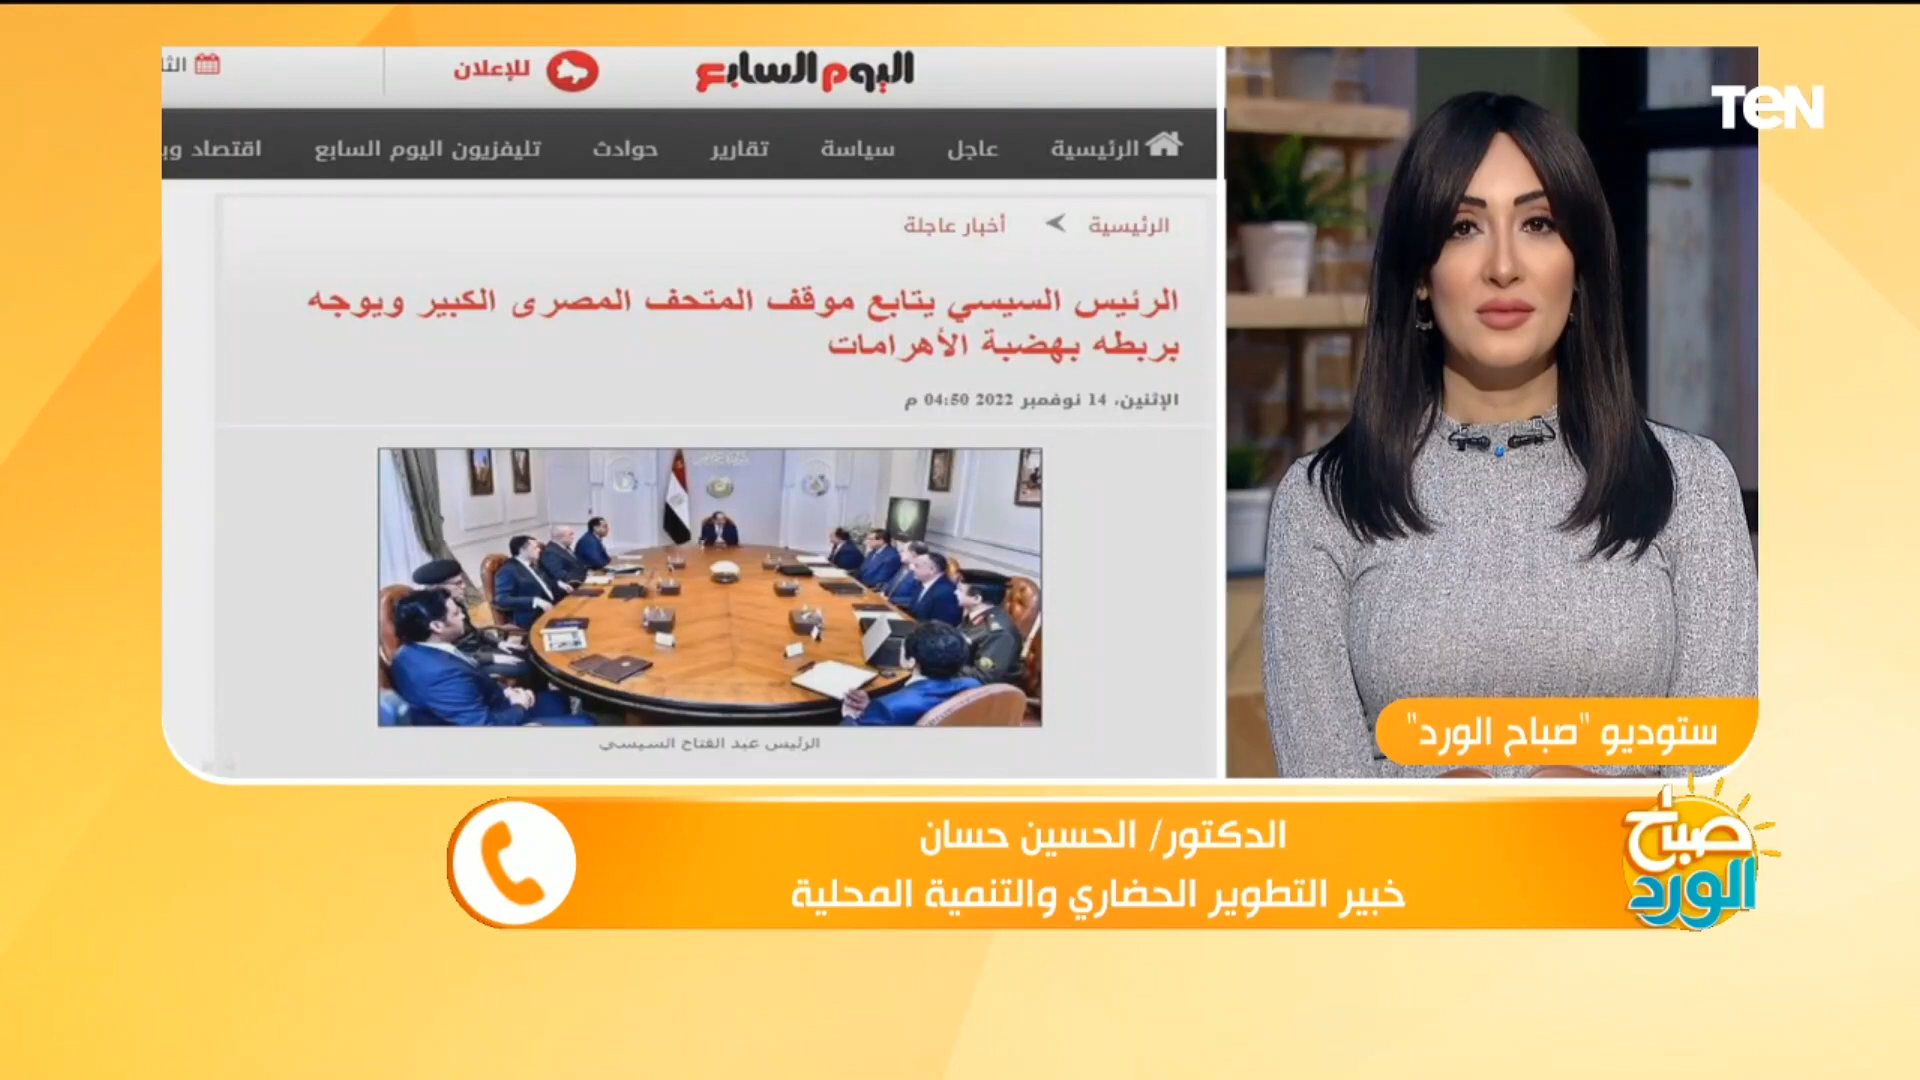 TeN
اليوم السابع
للإعلان
الرئيسية
عاجل
سياسة
تقارير
حوادث
تليفزيون اليوم السابع
اقتصاد
الرئيسية
أخبار عاجلة
الرئيس السيسي يتابع موقف المتحف المصرى الكبير ويوجه
بربطه بهضبة الأهرامات
الإثنين، 14 نوفمبر 2022 04:50 م
الرئيس عبد الفتاح السيسي
ستوديو "صباح الورد"
الدكتور/ الحسين حسان
خبير التطوير الحضاري والتنمية المحلية
صباح
الورد